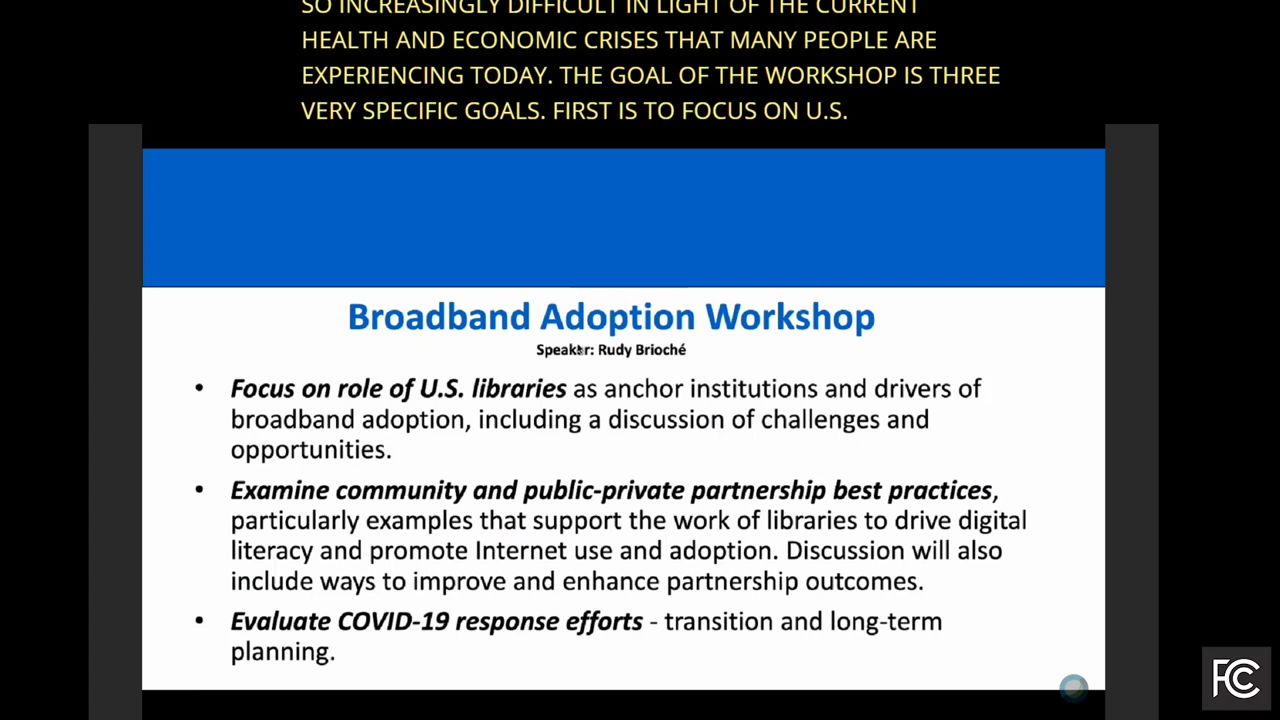 SO INCREASINGLY DIFFICULT IN LIGHT OF THE CURRENT
HEALTH AND ECONOMIC CRISES THAT MANY PEOPLE ARE
EXPERIENCING TODAY. THE GOAL OF THE WORKSHOP IS THREE
VERY SPECIFIC GOALS. FIRST IS TO FOCUS ON U.S.
Broadband Adoption Workshop
Speaker: Rudy Brioché
• Focus on role of U.S. libraries as anchor institutions and drivers of
broadband adoption, including a discussion of challenges and
opportunities.
• Examine community and public-private partnership best practices,
particularly examples that support the work of libraries to drive digital
literacy and promote Internet use and adoption. Discussion will also
include ways to improve and enhance partnership outcomes.
• Evaluate COVID-19 response efforts - transition and long-term
planning.
FCC